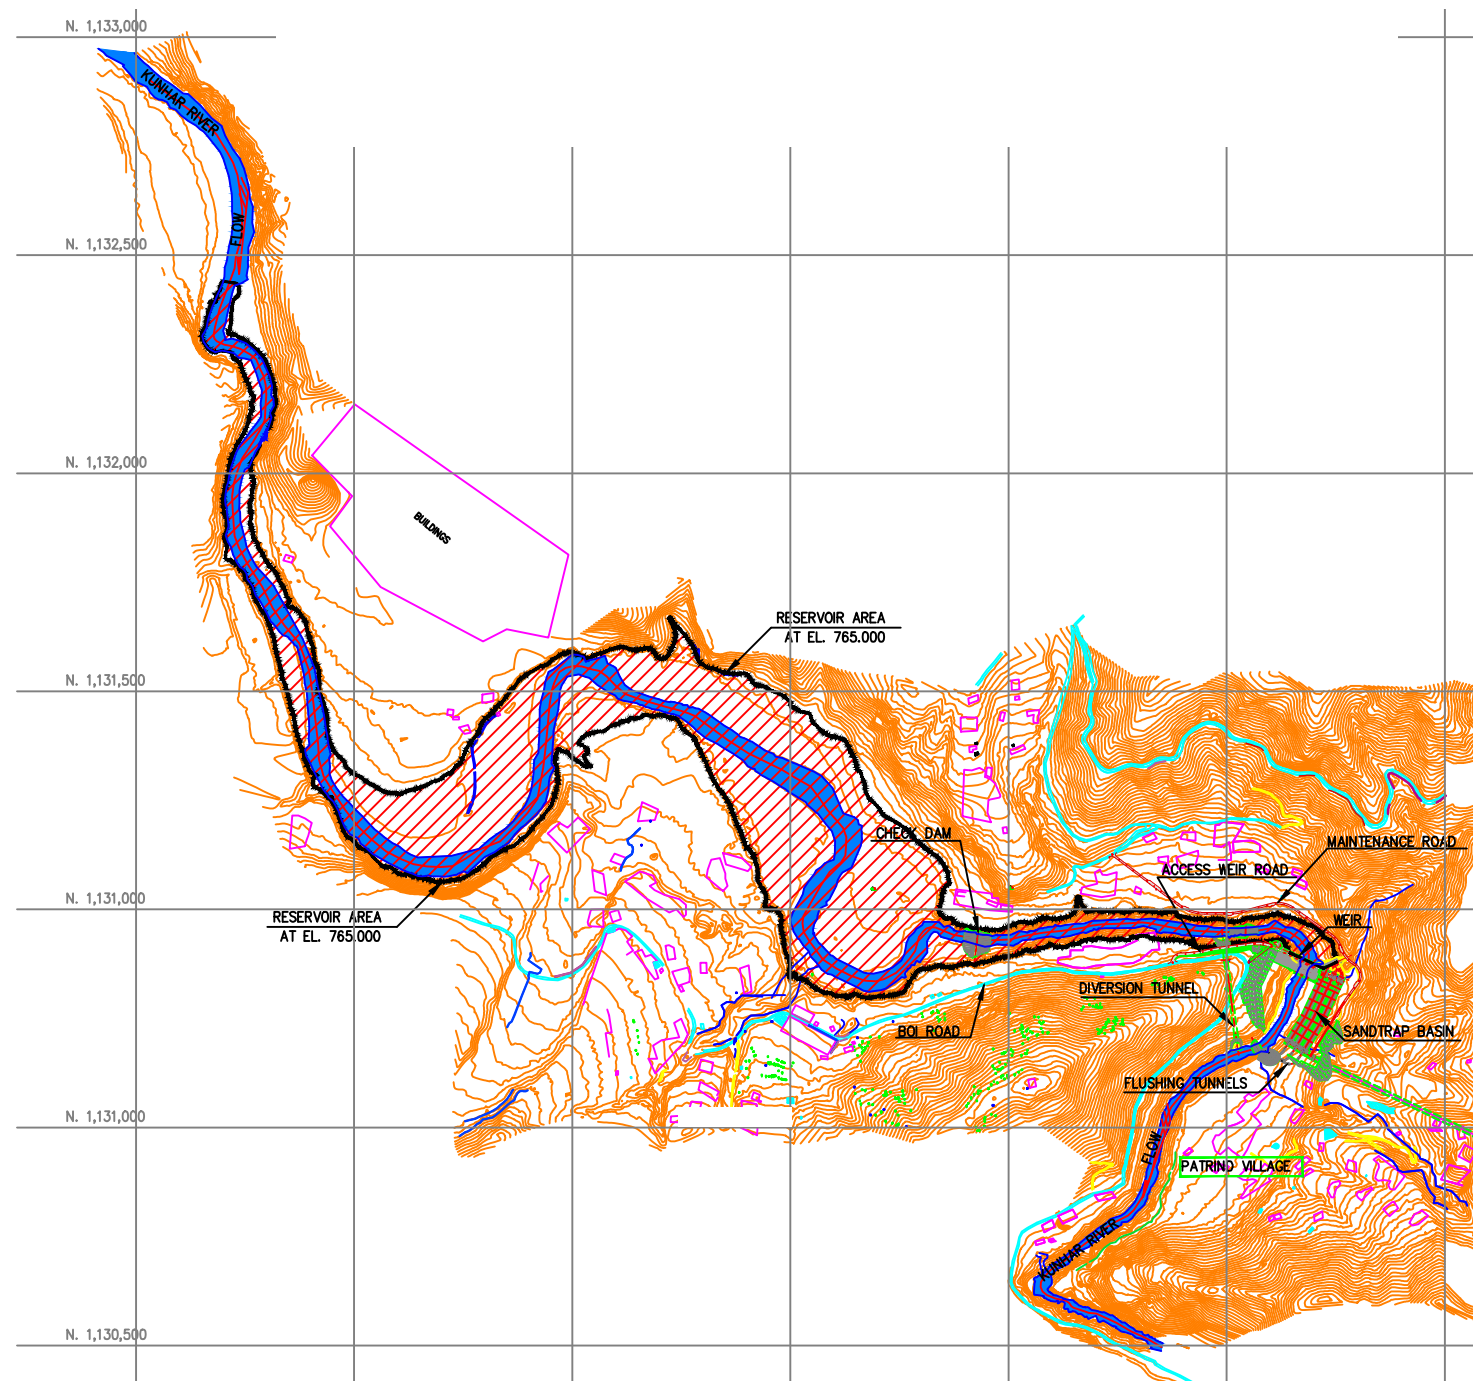 N. 1,133,000
KUNHAR RIVER
FLOW
N. 1,132,500
N. 1,132,000
BUILDINGS
RESERVOIR AREA
AT EL. 765.000
N. 1,131,500
CHECK DAM
MAINTENANCE ROAD
ACCESS WEIR ROAD
N. 1,131,000
RESERVOIR AREA
AT EL. 765.000
WEIR
DIVERSION TUNNEL
BOI ROAD
SANDTRAP BASIN
FLUSHING TUNNELS
N. 1,131,000
FLOW
PATRIND VILLAGE
KUNHAR RIVER
N. 1,130,500